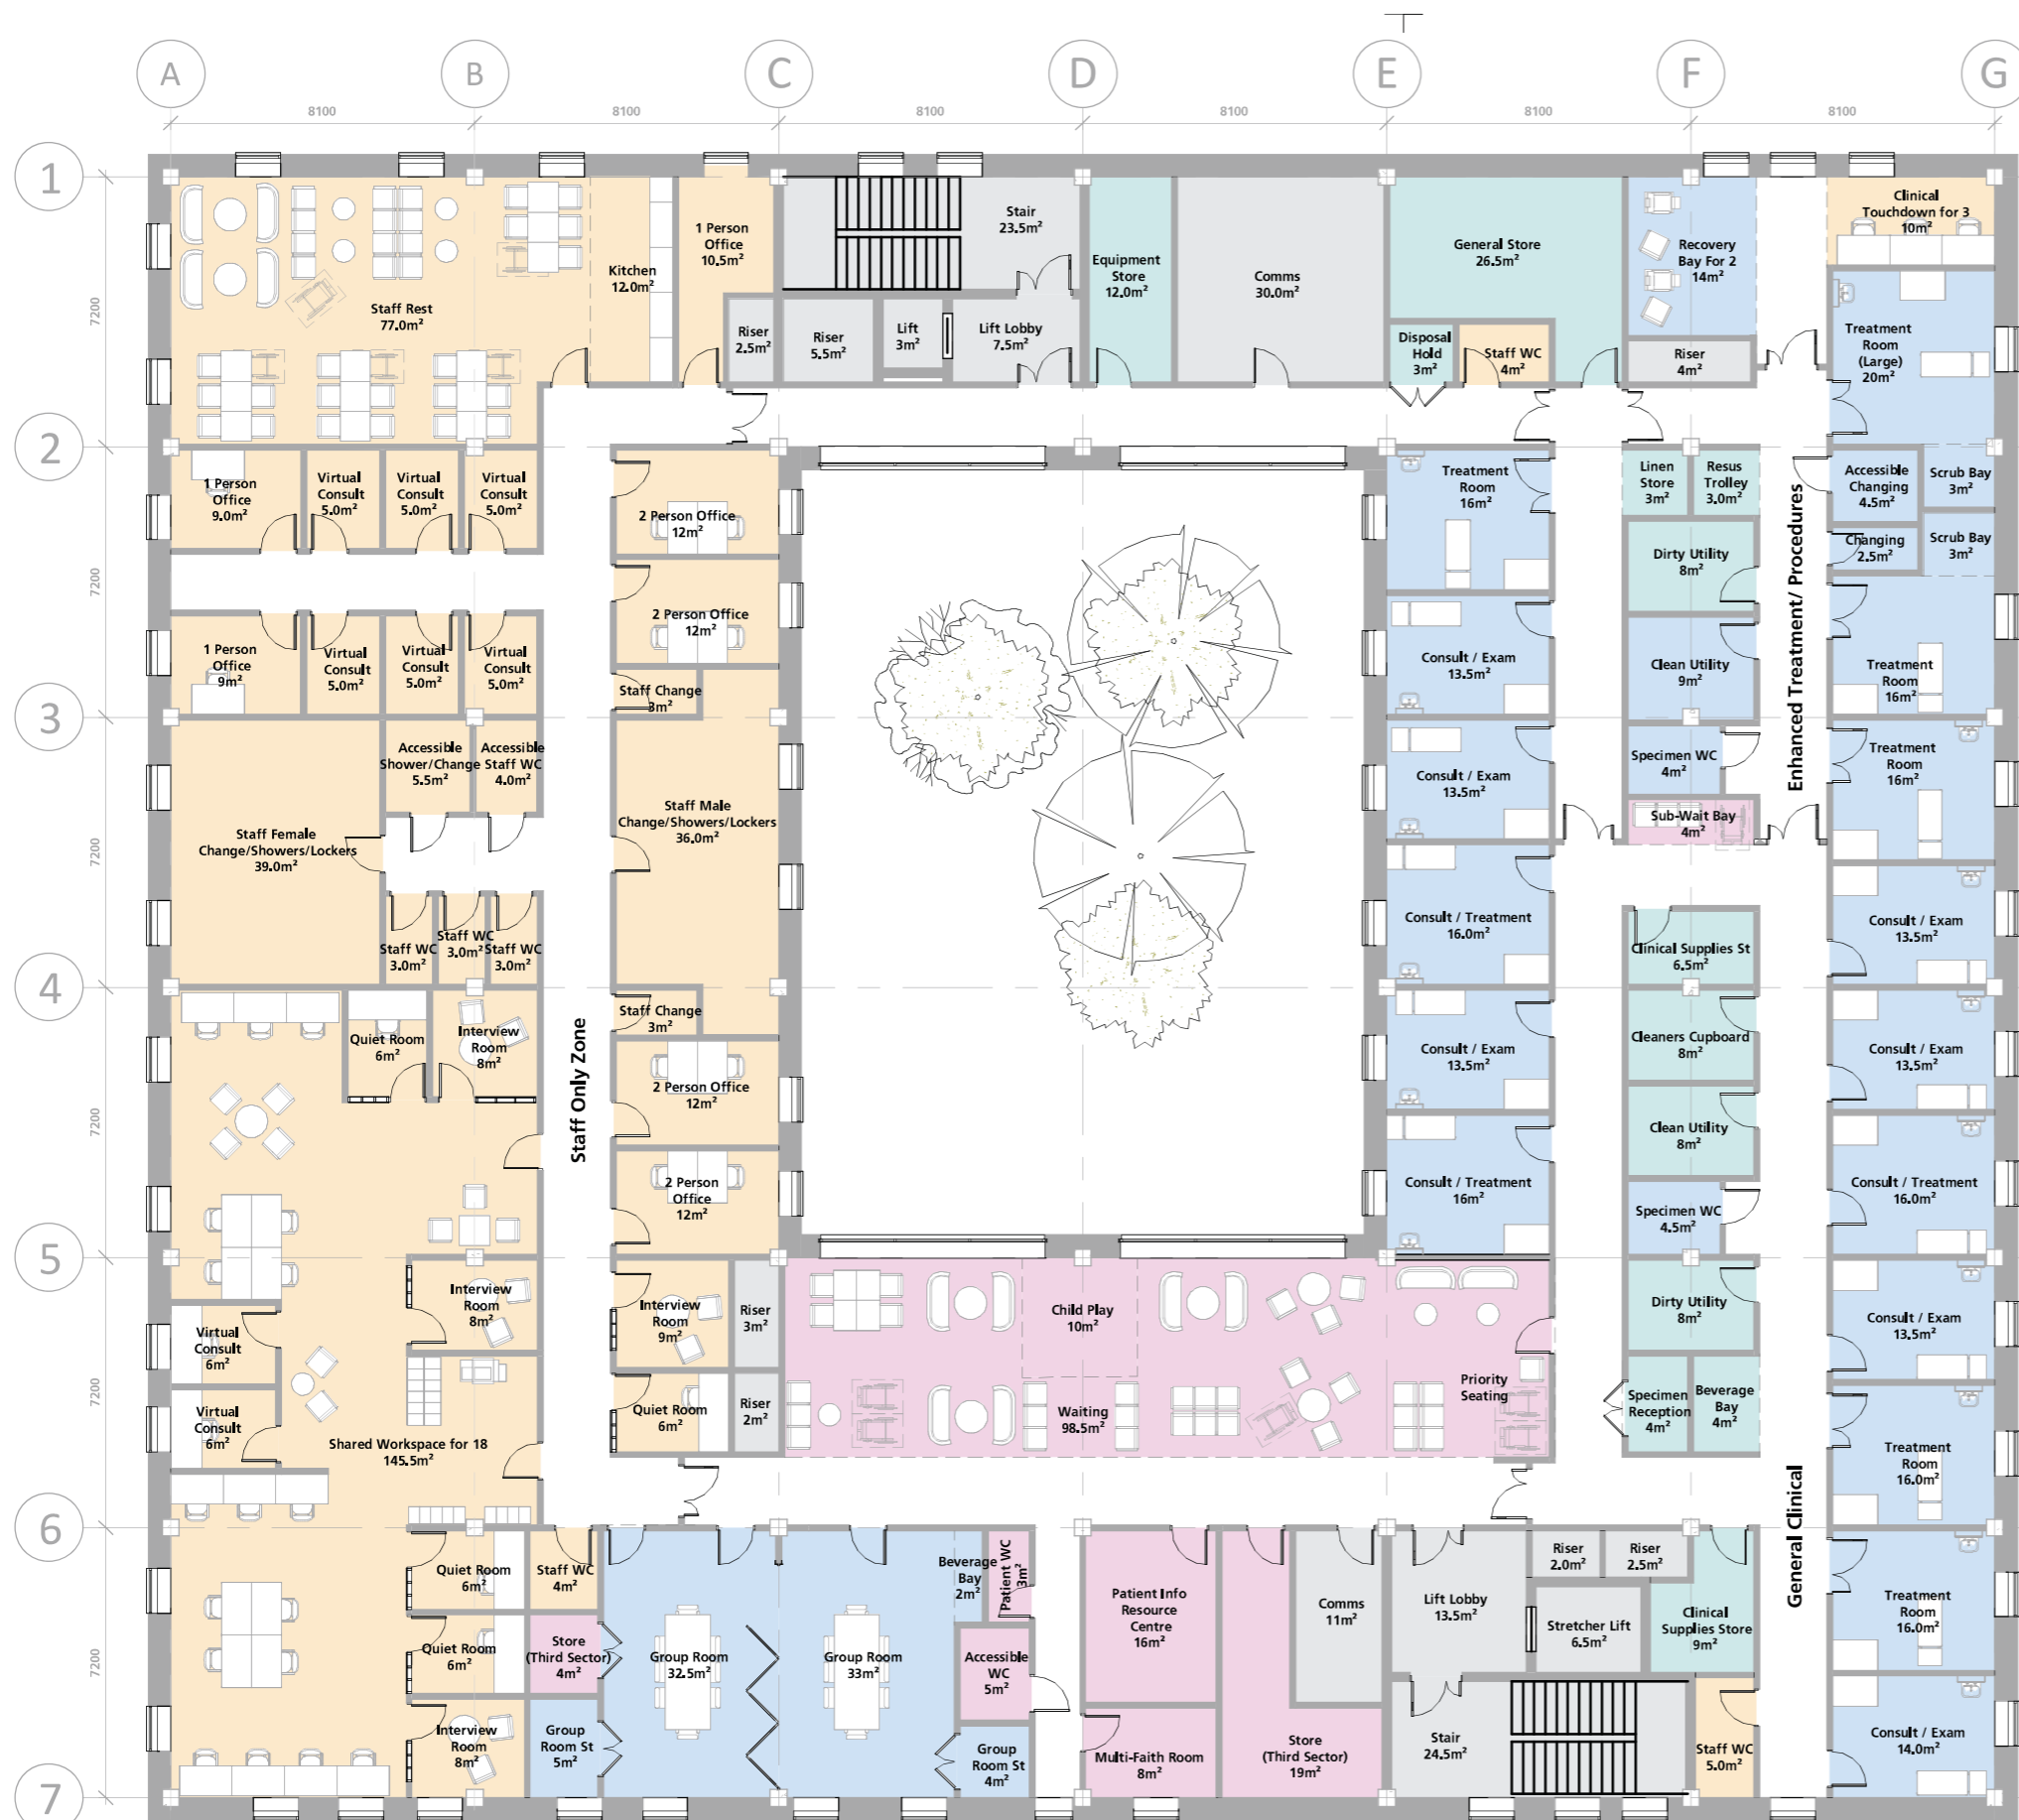 A
B
C
D
E
F
G
8100
8100
8100
8100
8100
8100
1
2
3
4
5
6
7
7200
7200
7200
7200
7200
7200
Staff Rest
77.0m²
Kitchen
12.0m²
1 Person
Office
10.5m²
Riser
2.5m²
Riser
5.5m²
Lift
3m²
Stair
23.5m²
Lift Lobby
7.5m²
Equipment
Store
12.0m²
Comms
30.0m²
General Store
26.5m²
Disposal
Hold
3m²
Staff WC
4m²
Recovery
Bay For 2
14m²
Riser
4m²
Clinical
Touchdown for 3
10m²
Treatment
Room
(Large)
20m²
1 Person
Office
9.0m²
Virtual
Consult
5.0m²
Virtual
Consult
5.0m²
Virtual
Consult
5.0m²
2 Person Office
12m²
Treatment
Room
16m²
Linen
Store
3m²
Resus
Trolley
3.0m²
Accessible
Changing
4.5m²
Scrub Bay
3m²
Changing
2.5m²
Scrub Bay
3m²
Dirty Utility
8m²
Enhanced Treatment/ Procedures
1 Person
Office
9m²
Virtual
Consult
5.0m²
Virtual
Consult
5.0m²
Virtual
Consult
5.0m²
2 Person Office
12m²
Staff Change
3m²
Consult / Exam
13.5m²
Clean Utility
9m²
Treatment
Room
16m²
Staff Female
Change/Showers/Lockers
39.0m²
Accessible
Shower/Change
5.5m²
Accessible
Staff WC
4.0m²
Staff Male
Change/Showers/Lockers
36.0m²
Consult / Exam
13.5m²
Specimen WC
4m²
Sub-Wait Bay
4m²
Treatment
Room
16m²
Staff WC
3.0m²
Staff WC
3.0m²
Staff WC
3.0m²
Consult / Treatment
16.0m²
Clinical Supplies St
6.5m²
Consult / Exam
13.5m²
Quiet Room
6m²
Interview
Room
8m²
Staff Only Zone
Staff Change
3m²
2 Person Office
12m²
Consult / Exam
13.5m²
Cleaners Cupboard
8m²
Consult / Exam
13.5m²
Clean Utility
8m²
2 Person
Office
12m²
Consult / Treatment
16m²
Specimen WC
4.5m²
Consult / Treatment
16.0m²
Interview
Room
8m²
Interview
Room
9m²
Riser
3m²
Child Play
10m²
Dirty Utility
8m²
Consult / Exam
13.5m²
Virtual
Consult
6m²
Virtual
Consult
6m²
Shared Workspace for 18
145.5m²
Quiet Room
6m²
Riser
2m²
Waiting
98.5m²
Priority
Seating
Specimen
Reception
4m²
Beverage
Bay
4m²
Treatment
Room
16.0m²
General Clinical
Quiet Room
6m²
Staff WC
4m²
Beverage
Bay
2m²
Patient WC
3m²
Patient Info
Resource
Centre
16m²
Comms
11m²
Lift Lobby
13.5m²
Riser
2.0m²
Riser
2.5m²
Stretcher Lift
6.5m²
Clinical
Supplies Store
9m²
Treatment
Room
16.0m²
Quiet Room
6m²
Store
(Third Sector)
4m²
Group Room
32.5m²
Group Room
33m²
Accessible
WC
5m²
Interview
Room
8m²
Group
Room St
5m²
Group
Room St
4m²
Multi-Faith Room
8m²
Store
(Third Sector)
19m²
Stair
24.5m²
Staff WC
5.0m²
Consult / Exam
14.0m²